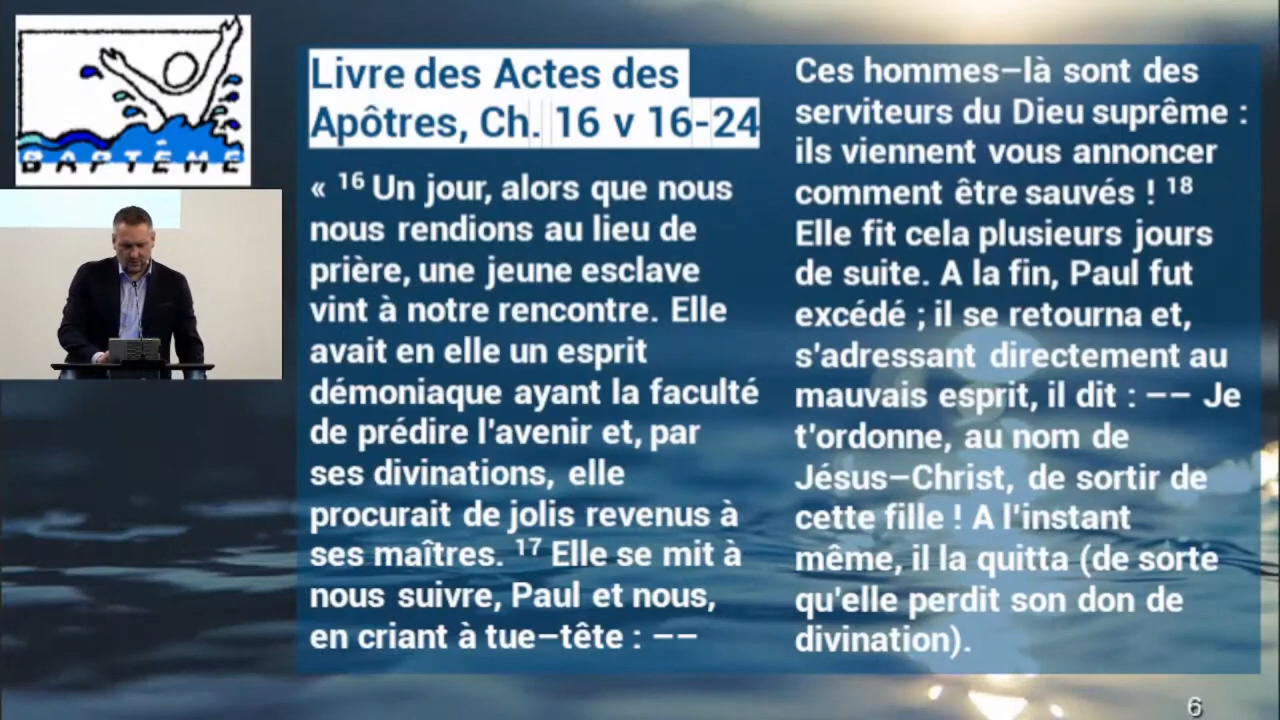 BAPTÊME
Livre des Actes des
Apôtres, Ch. 16 v 16-24
« 16 Un jour, alors que nous
nous rendions au lieu de
prière, une jeune esclave
vint à notre rencontre. Elle
avait en elle un esprit
démoniaque ayant la faculté
de prédire l'avenir et, par
ses divinations, elle
procurait de jolis revenus à
ses maîtres. 17 Elle se mit à
nous suivre, Paul et nous,
en criant à tue–tête : ––
Ces hommes–là sont des
serviteurs du Dieu suprême :
ils viennent vous annoncer
comment être sauvés ! 18
Elle fit cela plusieurs jours
de suite. A la fin, Paul fut
excédé ; il se retourna et,
s'adressant directement au
mauvais esprit, il dit : –– Je
t'ordonne, au nom de
Jésus–Christ, de sortir de
cette fille ! A l'instant
même, il la quitta (de sorte
qu'elle perdit son don de
divination).
6